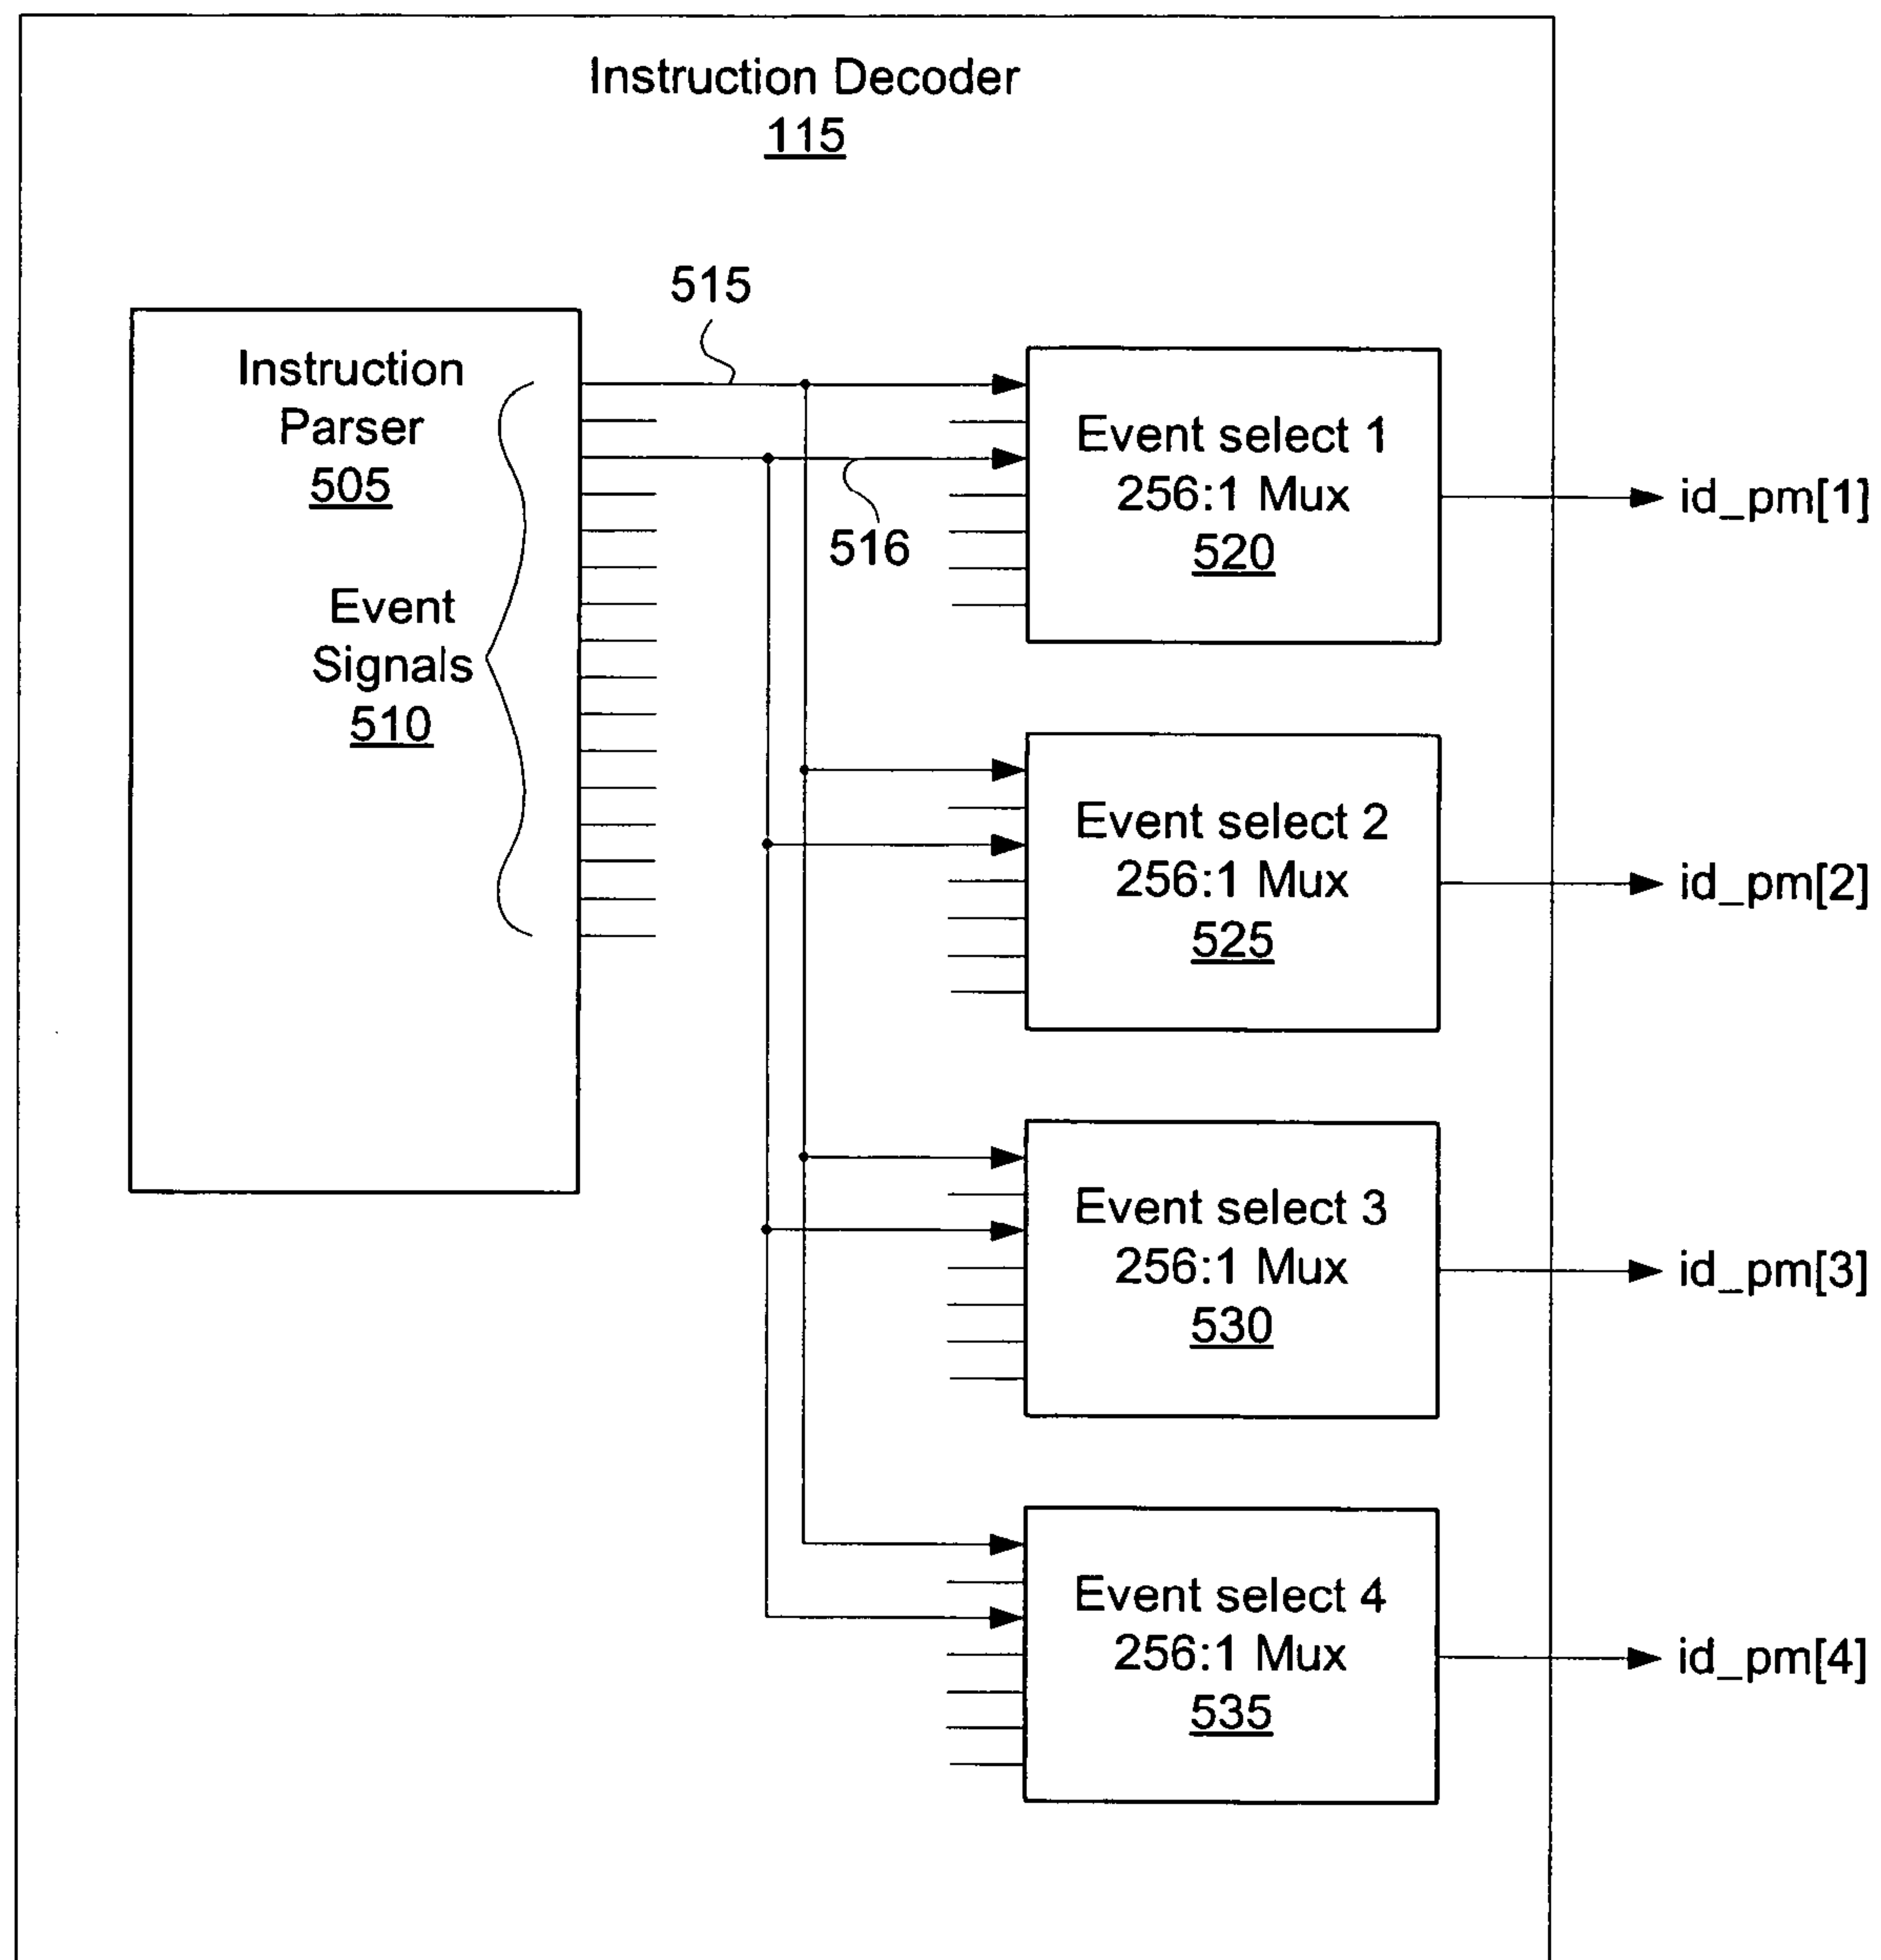 Instruction Decoder
115
515
Instruction
Parser
505
Event
Signals
510
516
Event select 1
256:1 Mux
520
id_pm[1]
Event select 2
256:1 Mux
525
id_pm[2]
Event select 3
256:1 Mux
530
id_pm[3]
Event select 4
256:1 Mux
535
id_pm[4]